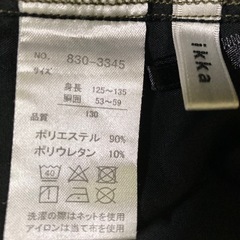 NO. 830-3345
サイズ
身長 125~135
胴囲 53~59
130
品質
ポリエステル 90%
ポリウレタン 10%
40
洗濯の際はネットを使用
アイロンは当て布を使用
ikka